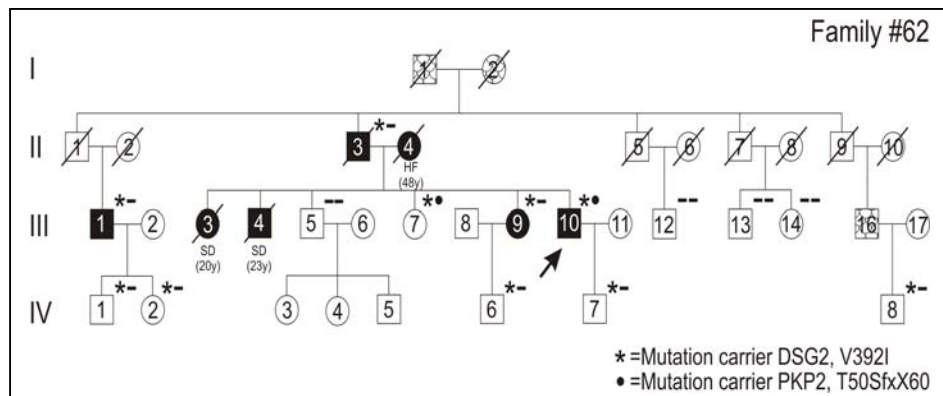 Family #62
I 1 2
*-
II 1 2 3 4 5 6 7 8 9 10
HF
(48y)
*- -- *• *- *• -- -- --
III 1 2 3 4 5 6 7 8 9 10 11 12 13 14 16 17
SD SD
(20y) (23y)
*- *- *- *- *-
IV 1 2 3 4 5 6 7 8
* =Mutation carrier DSG2, V392I
• =Mutation carrier PKP2, T50SfxX60